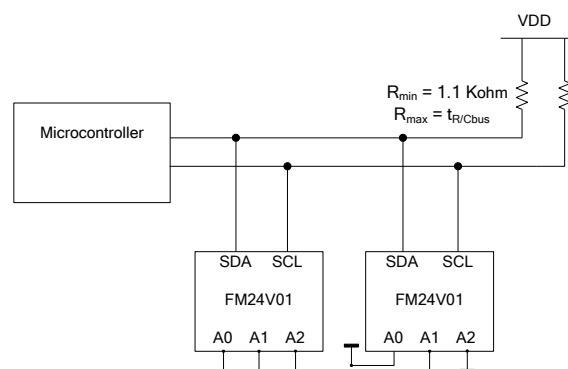 VDD
Rmin = 1.1 Kohm
Rmax = tR/Cbus
Microcontroller
SDA SCL SDA SCL
FM24V01 FM24V01
A0 A1 A2 A0 A1 A2